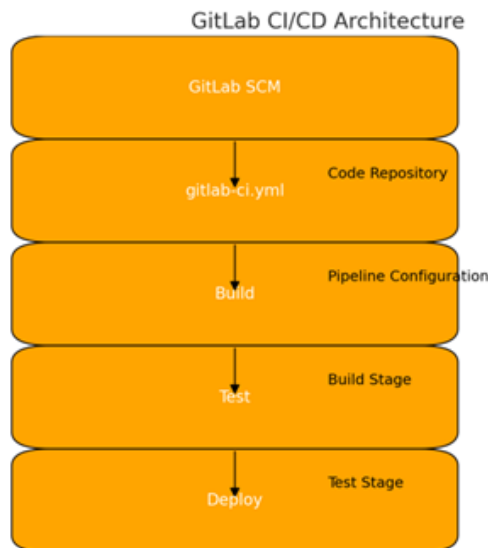 GitLab CI/CD Architecture
GitLab SCM
Code Repository
gitlab-ci.yml
Pipeline Configuration
Build
Build Stage
Test
Test Stage
Deploy